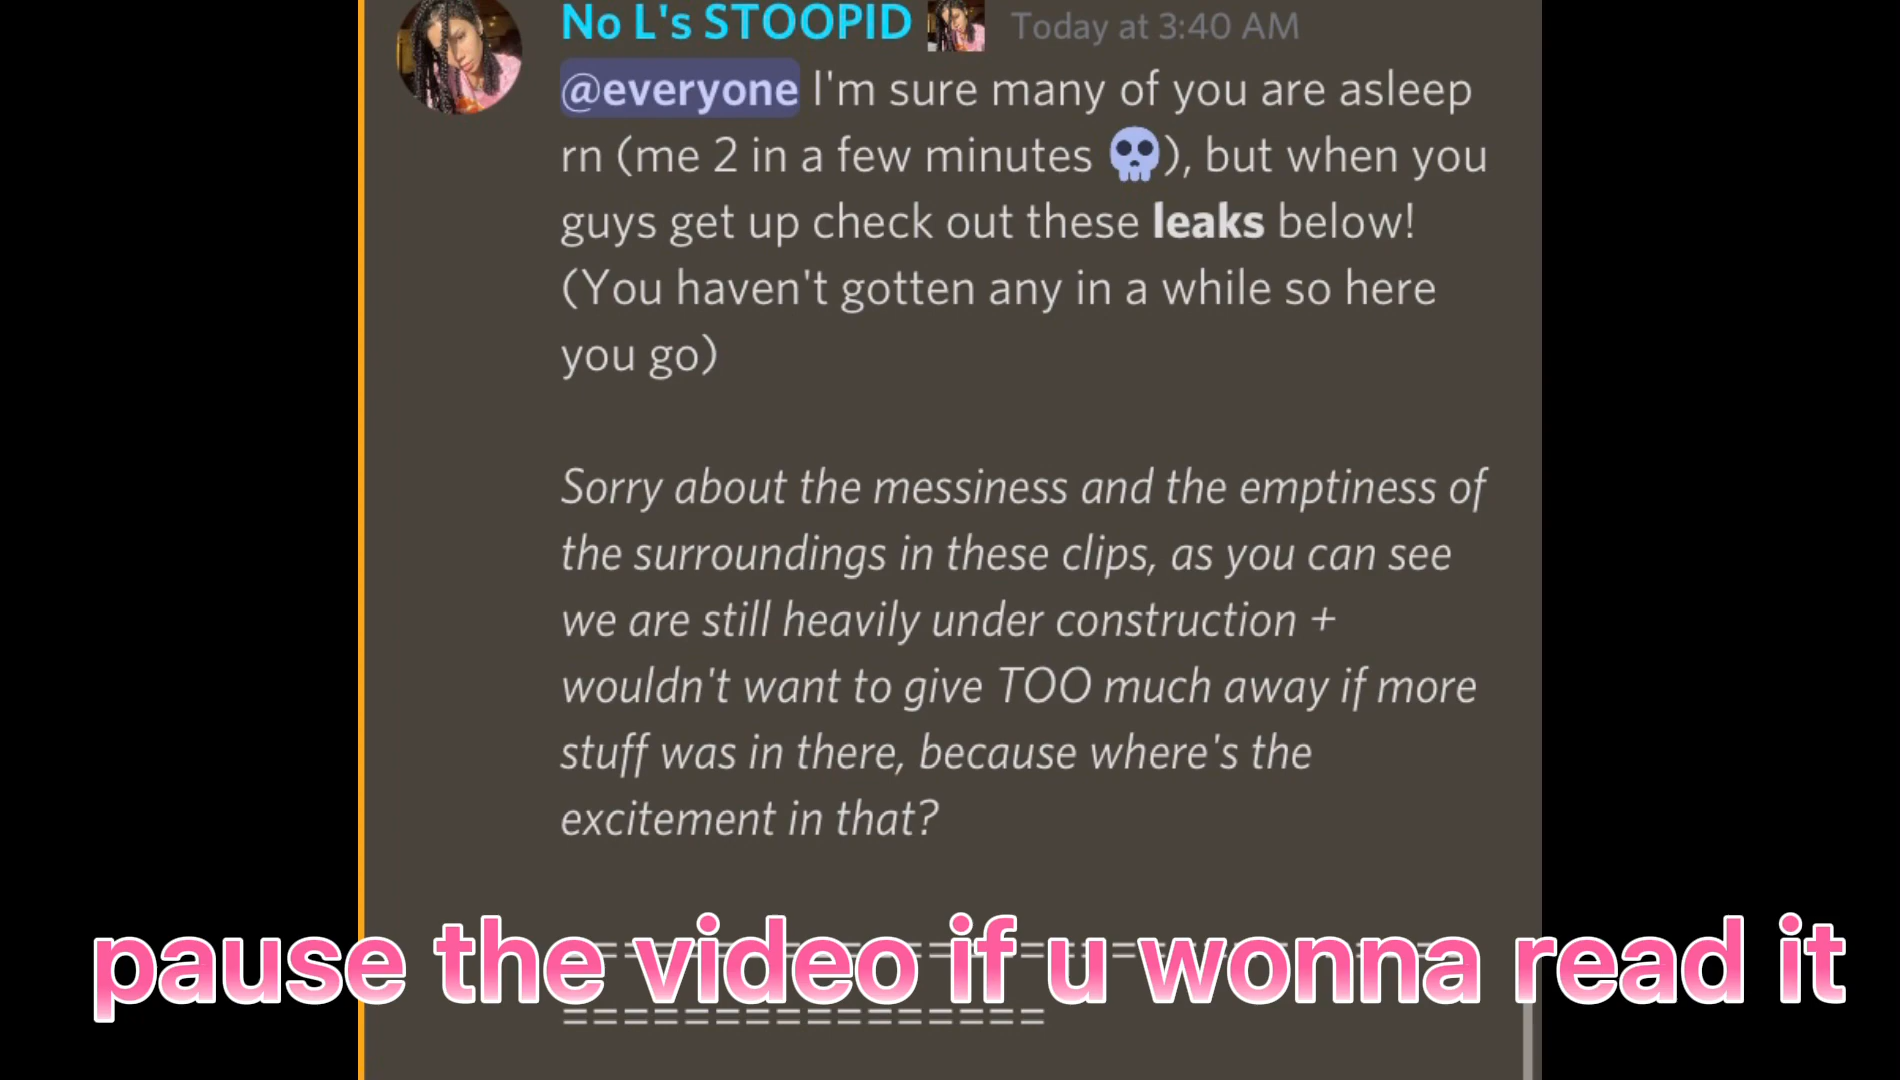 No L's STOOPID Today at 3:40 AM
@everyone I'm sure many of you are asleep
rn (me 2 in a few minutes 💀), but when you
guys get up check out these leaks below!
(You haven't gotten any in a while so here
you go)
Sorry about the messiness and the emptiness of
the surroundings in these clips, as you can see
we are still heavily under construction +
wouldn't want to give TOO much away if more
stuff was in there, because where's the
excitement in that?
pause the video if u wonna read it
================